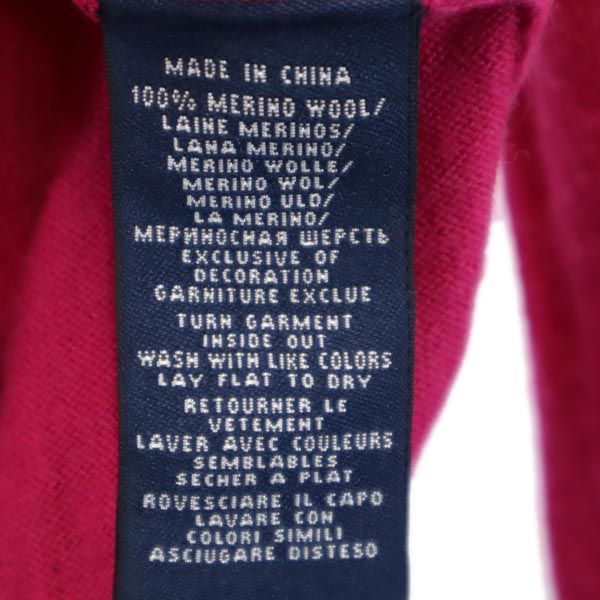 MADE IN CHINA
100% MERINO WOOL/
LAINE MERINOS/
LANA MERINO/
MERINO WOLLE/
MERINO WOL/
MERINO ULD/
LA MERINO/
МЕРИНОСНАЯ ШЕРСТЬ
EXCLUSIVE OF
DECORATION
GARNITURE EXCLUE
TURN GARMENT
INSIDE OUT
WASH WITH LIKE COLORS
LAY FLAT TO DRY
RETOURNER LE
VETEMENT
LAVER AVEC COULEURS
SEMBLABLES
SECHER A PLAT
ROVESCIARE IL CAPO
LAVARE CON
COLORI SIMILI
ASCIUGARE DISTESO